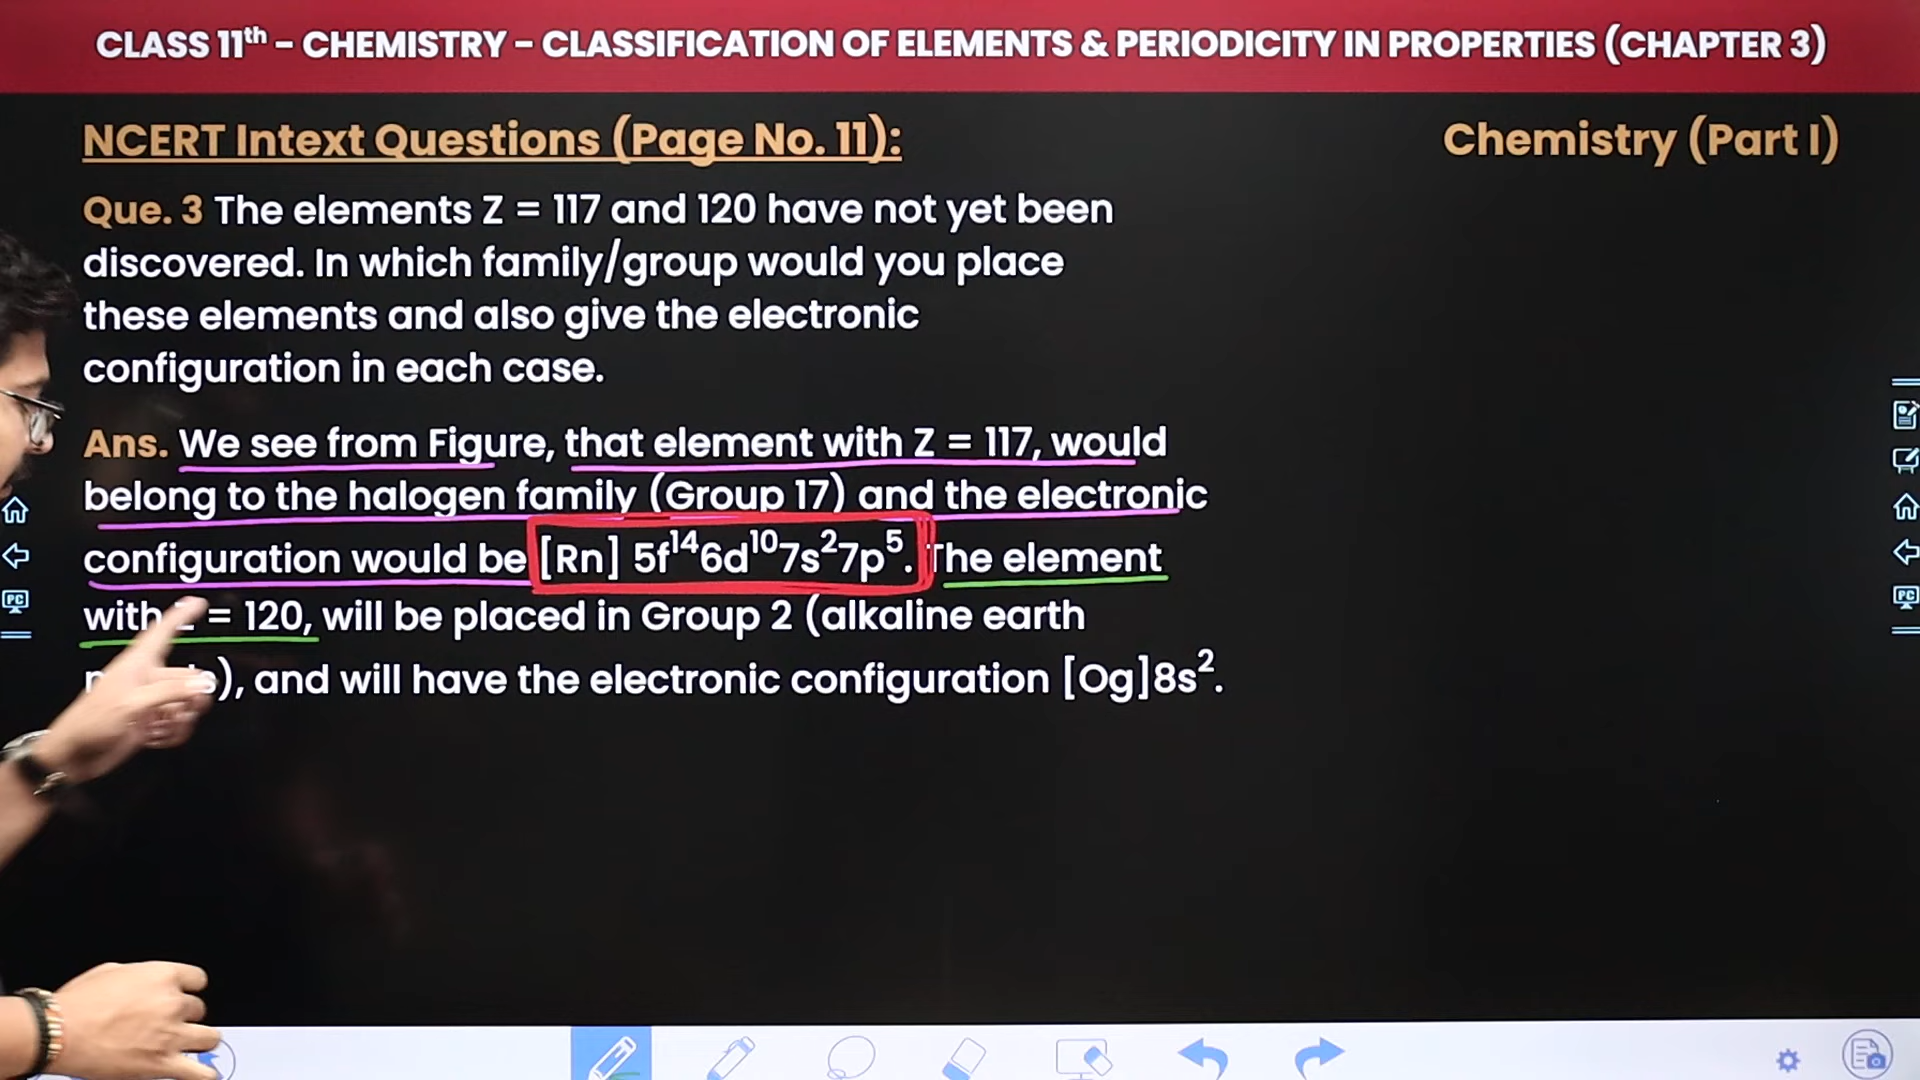 CLASS 11th – CHEMISTRY – CLASSIFICATION OF ELEMENTS & PERIODICITY IN PROPERTIES (CHAPTER 3)
NCERT Intext Questions (Page No. 11):
Chemistry (Part I)
Que. 3 The elements Z = 117 and 120 have not yet been
discovered. In which family/group would you place
these elements and also give the electronic
configuration in each case.
Ans. We see from Figure, that element with Z = 117, would
belong to the halogen family (Group 17) and the electronic
configuration would be [Rn] 5f¹⁴6d¹⁰7s²7p⁵. The element
with = 120, will be placed in Group 2 (alkaline earth
), and will have the electronic configuration [Og]8s².
PC
PC